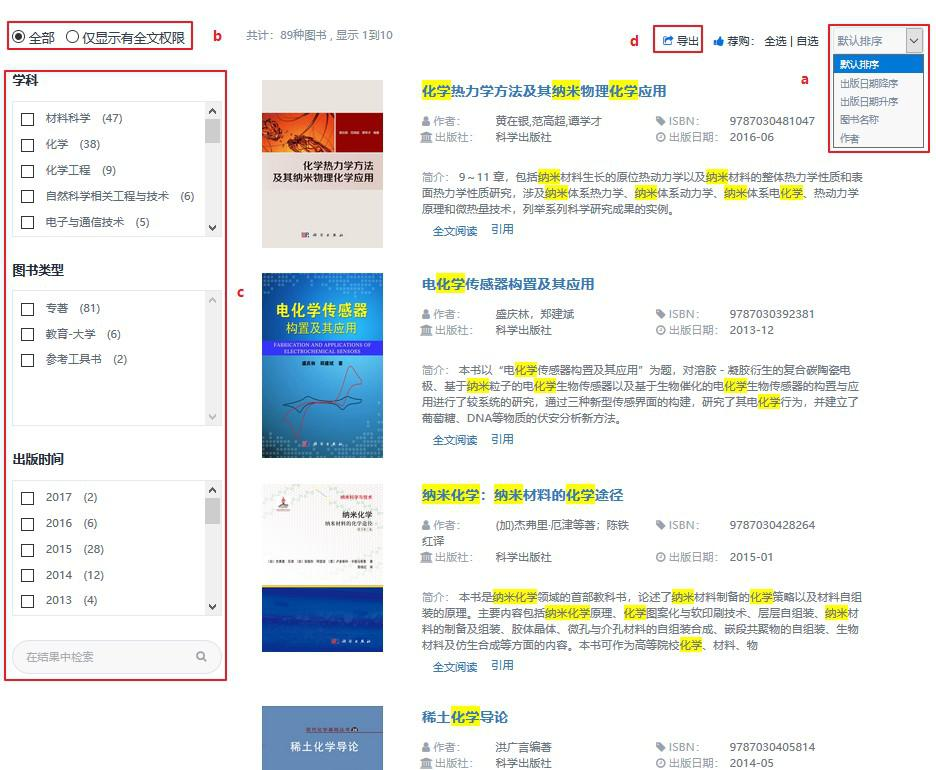 全部 仅显示有全文权限 b 共计：89种图书 , 显示 1到10 d 导出 荐购： 全选 | 自选 默认排序
a
默认排序
出版日期降序
出版日期升序
图书名称
作者
学科
材料科学 (47)
化学 (38)
化学工程 (9)
自然科学相关工程与技术 (6)
电子与通信技术 (5)
图书类型
c
专著 (81)
教育-大学 (6)
参考工具书 (2)
出版时间
2017 (2)
2016 (6)
2015 (28)
2014 (12)
2013 (4)
在结果中检索
化学热力学方法
及其纳米物理化学应用
化学热力学方法及其纳米物理化学应用
作者： 黄在银,范高超,谭学才 ISBN： 9787030481047
出版社： 科学出版社 出版日期： 2016-06
简介： 9～11 章，包括纳米材料生长的原位热动力学以及纳米材料的整体热力学性质和表
面热力学性质研究，涉及纳米体系热力学、纳米体系动力学、纳米体系电化学、热动力学
原理和微热量技术，列举系列科学研究成果的实例。
全文阅读 引用
电化学传感器
构置及其应用
FABRICATION AND APPLICATIONS OF
ELECTROCHEMICAL SENSORS
盛庆林 郑建斌 著
电化学传感器构置及其应用
作者： 盛庆林，郑建斌 ISBN： 9787030392381
出版社： 科学出版社 出版日期： 2013-12
简介： 本书以“电化学传感器构置及其应用”为题，对溶胶－凝胶衍生的复合碳陶瓷电
极、基于纳米粒子的电化学生物传感器以及基于生物催化的电化学生物传感器的构置与应
用进行了较系统的研究，通过三种新型传感界面的构建，研究了其电化学行为，并建立了
葡萄糖、DNA等物质的伏安分析新方法。
全文阅读 引用
纳米科学与技术
纳米化学
纳米材料的化学途径
纳米化学：纳米材料的化学途径
作者： (加)杰弗里·厄津等著；陈铁 ISBN： 9787030428264
红译
出版社： 科学出版社 出版日期： 2015-01
简介： 本书是纳米化学领域的首部教科书，论述了纳米材料制备的化学策略以及材料自组
装的原理。主要内容包括纳米化学原理、化学图案化与软印刷技术、层层自组装、纳米材
料的制备及组装、胶体晶体、微孔与介孔材料的自组装合成、嵌段共聚物的自组装、生物
材料及仿生合成等方面的内容。本书可作为高等院校化学、材料、物
全文阅读 引用
稀土化学导论
稀土化学导论
作者： 洪广言编著 ISBN： 9787030405814
出版社： 科学出版社 出版日期： 2014-05